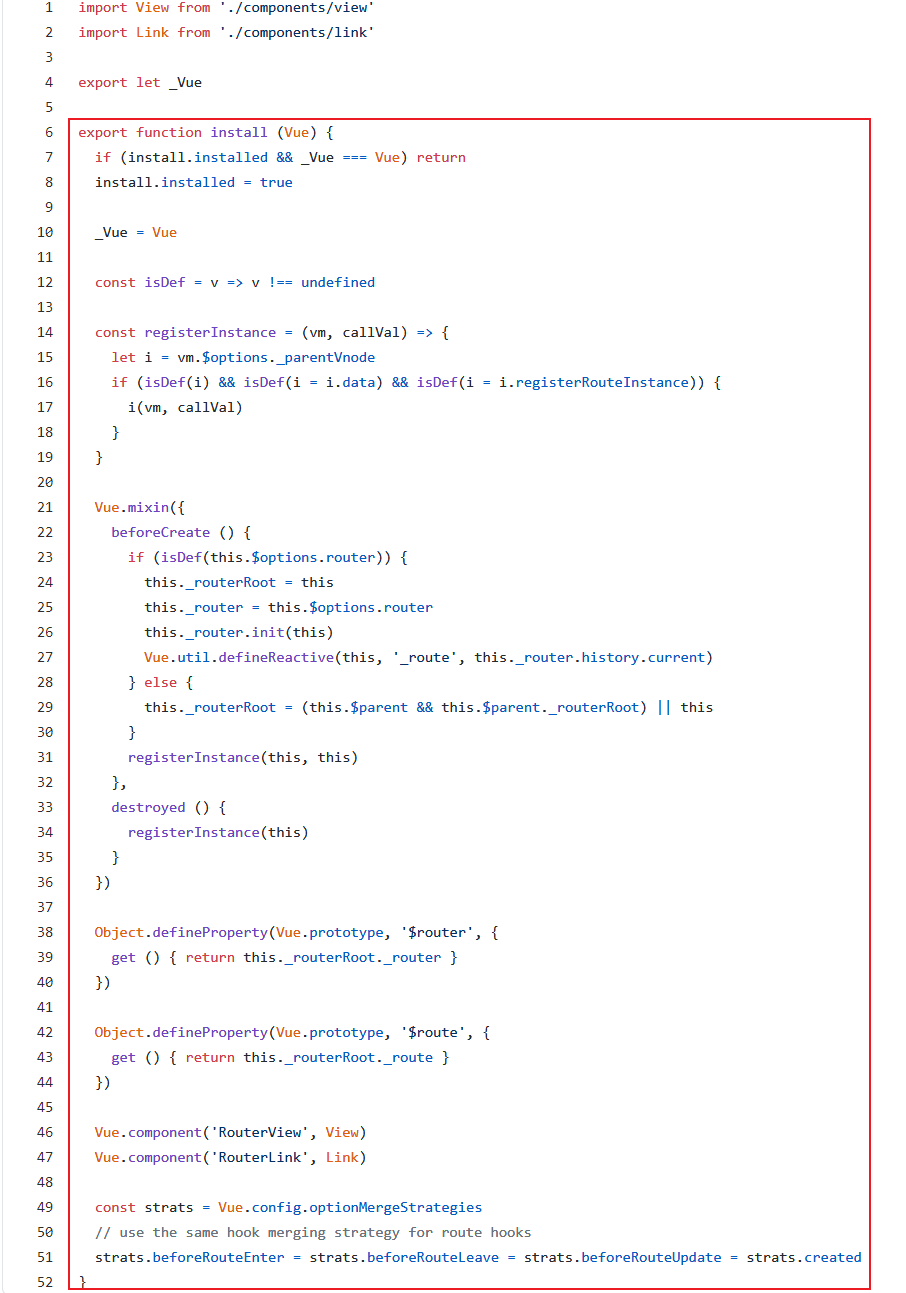 1 import View from './components/view'
2 import Link from './components/link'
3
4 export let _Vue
5
6 export function install (Vue) {
7   if (install.installed && _Vue === Vue) return
8   install.installed = true
9
10   _Vue = Vue
11
12   const isDef = v => v !== undefined
13
14   const registerInstance = (vm, callVal) => {
15     let i = vm.$options._parentVnode
16     if (isDef(i) && isDef(i = i.data) && isDef(i = i.registerRouteInstance)) {
17       i(vm, callVal)
18     }
19   }
20
21   Vue.mixin({
22     beforeCreate () {
23       if (isDef(this.$options.router)) {
24         this._routerRoot = this
25         this._router = this.$options.router
26         this._router.init(this)
27         Vue.util.defineReactive(this, '_route', this._router.history.current)
28       } else {
29         this._routerRoot = (this.$parent && this.$parent._routerRoot) || this
30       }
31       registerInstance(this, this)
32     },
33     destroyed () {
34       registerInstance(this)
35     }
36   })
37
38   Object.defineProperty(Vue.prototype, '$router', {
39     get () { return this._routerRoot._router }
40   })
41
42   Object.defineProperty(Vue.prototype, '$route', {
43     get () { return this._routerRoot._route }
44   })
45
46   Vue.component('RouterView', View)
47   Vue.component('RouterLink', Link)
48
49   const strats = Vue.config.optionMergeStrategies
50   // use the same hook merging strategy for route hooks
51   strats.beforeRouteEnter = strats.beforeRouteLeave = strats.beforeRouteUpdate = strats.created
52 }